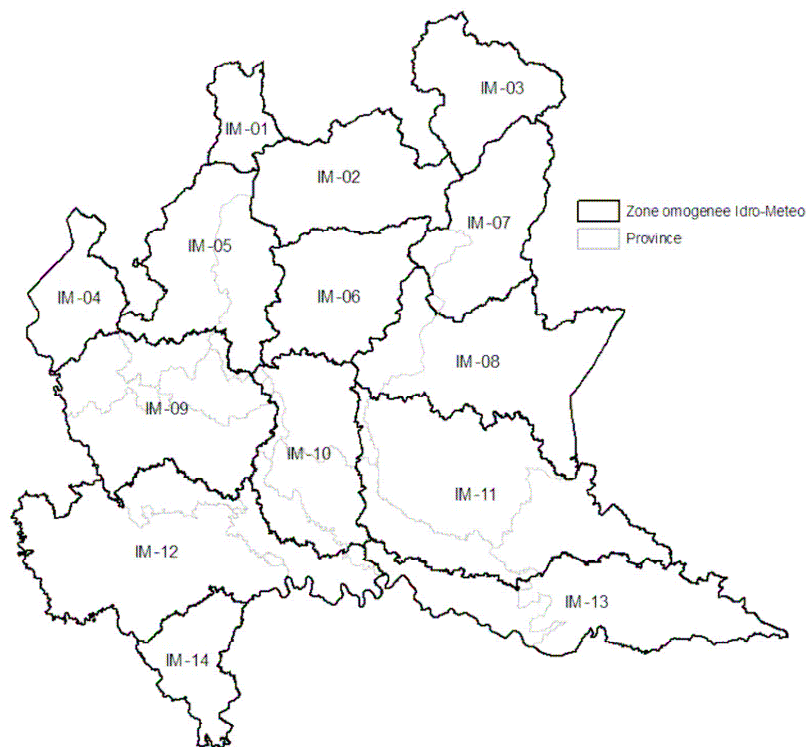 IM-03
IM-01
IM-02
Zone omogenee Idro-Meteo
IM-07
Province
IM-05
IM-04
IM-06
IM-08
IM-09
IM-10
IM-11
IM-12
IM-13
IM-14